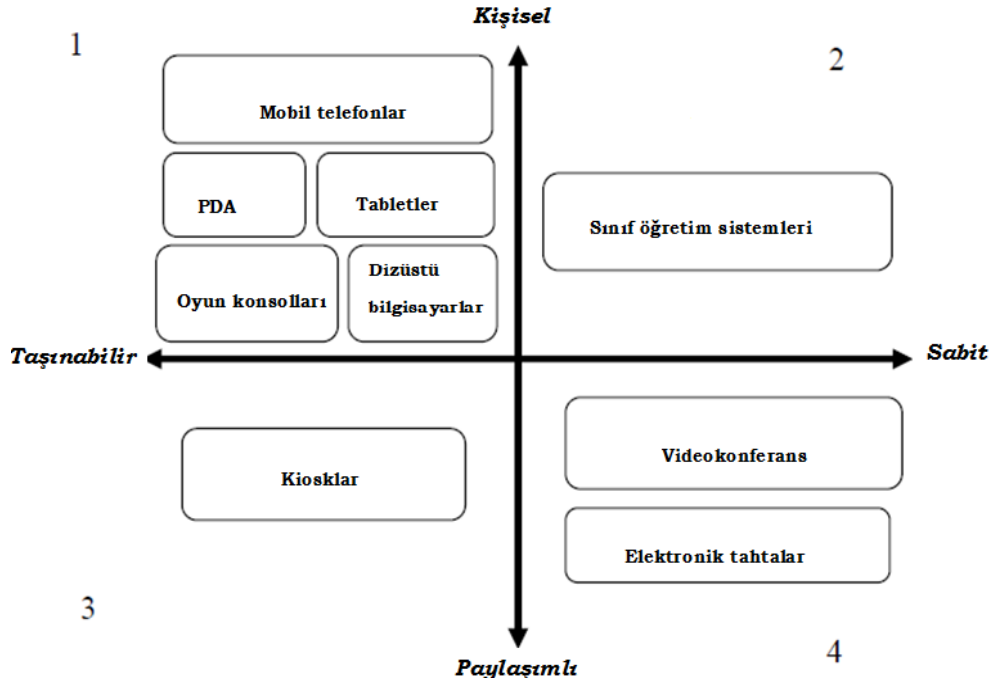 Kişisel
1
2
Mobil telefonlar
PDA
Tabletler
Sınıf öğretim sistemleri
Oyun konsolları
Dizüstü
bilgisayarlar
Taşınabilir
Sabit
Kiosklar
Videokonferans
Elektronik tahtalar
3
4
Paylaşımlı